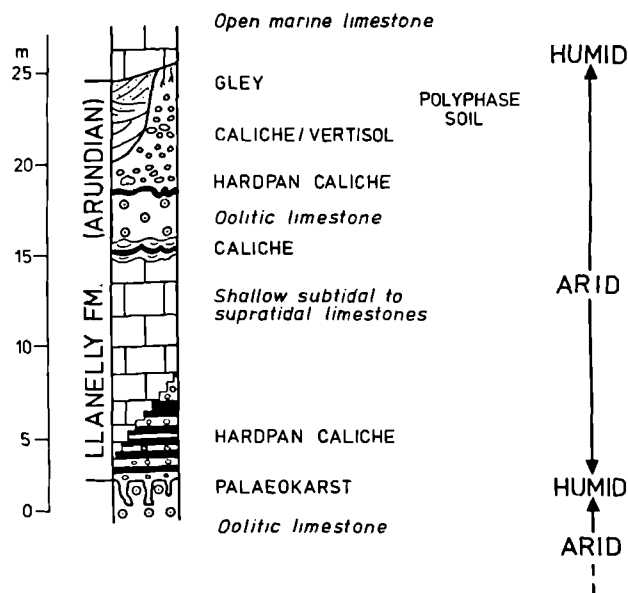 Open marine limestone
m
HUMID
25
GLEY
POLYPHASE
SOIL
CALICHE/VERTISOL
20
HARDPAN CALICHE
Oolitic limestone
15
CALICHE
ARID
Shallow subtidal to
supratidal limestones
10
LLANELLY FM. (ARUNDIAN)
5
HARDPAN CALICHE
PALAEOKARST
HUMID
0
Oolitic limestone
ARID